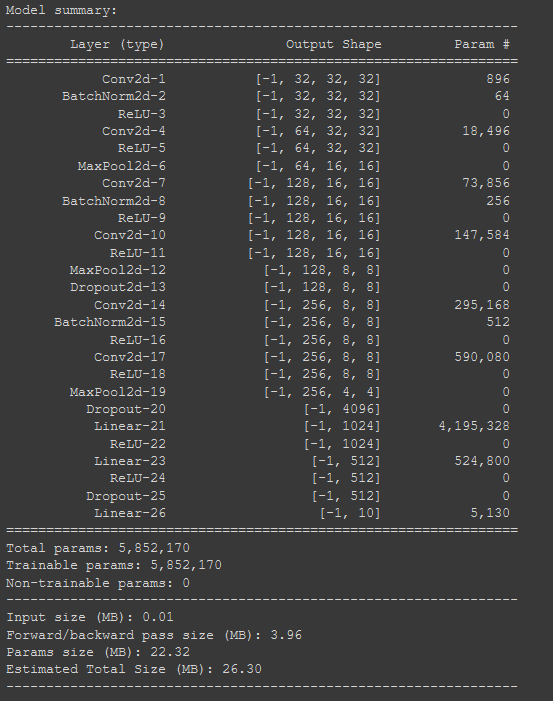 Model summary:
----------------------------------------------------------------
        Layer (type)               Output Shape         Param #
================================================================
            Conv2d-1           [-1, 32, 32, 32]             896
       BatchNorm2d-2           [-1, 32, 32, 32]              64
              ReLU-3           [-1, 32, 32, 32]               0
            Conv2d-4           [-1, 64, 32, 32]          18,496
              ReLU-5           [-1, 64, 32, 32]               0
         MaxPool2d-6           [-1, 64, 16, 16]               0
            Conv2d-7          [-1, 128, 16, 16]          73,856
       BatchNorm2d-8          [-1, 128, 16, 16]             256
              ReLU-9          [-1, 128, 16, 16]               0
           Conv2d-10          [-1, 128, 16, 16]         147,584
             ReLU-11          [-1, 128, 16, 16]               0
        MaxPool2d-12            [-1, 128, 8, 8]               0
        Dropout2d-13            [-1, 128, 8, 8]               0
           Conv2d-14            [-1, 256, 8, 8]         295,168
      BatchNorm2d-15            [-1, 256, 8, 8]             512
             ReLU-16            [-1, 256, 8, 8]               0
           Conv2d-17            [-1, 256, 8, 8]         590,080
             ReLU-18            [-1, 256, 8, 8]               0
        MaxPool2d-19            [-1, 256, 4, 4]               0
          Dropout-20                 [-1, 4096]               0
           Linear-21                 [-1, 1024]       4,195,328
             ReLU-22                 [-1, 1024]               0
           Linear-23                  [-1, 512]         524,800
             ReLU-24                  [-1, 512]               0
          Dropout-25                  [-1, 512]               0
           Linear-26                   [-1, 10]           5,130
================================================================
Total params: 5,852,170
Trainable params: 5,852,170
Non-trainable params: 0
----------------------------------------------------------------
Input size (MB): 0.01
Forward/backward pass size (MB): 3.96
Params size (MB): 22.32
Estimated Total Size (MB): 26.30
----------------------------------------------------------------